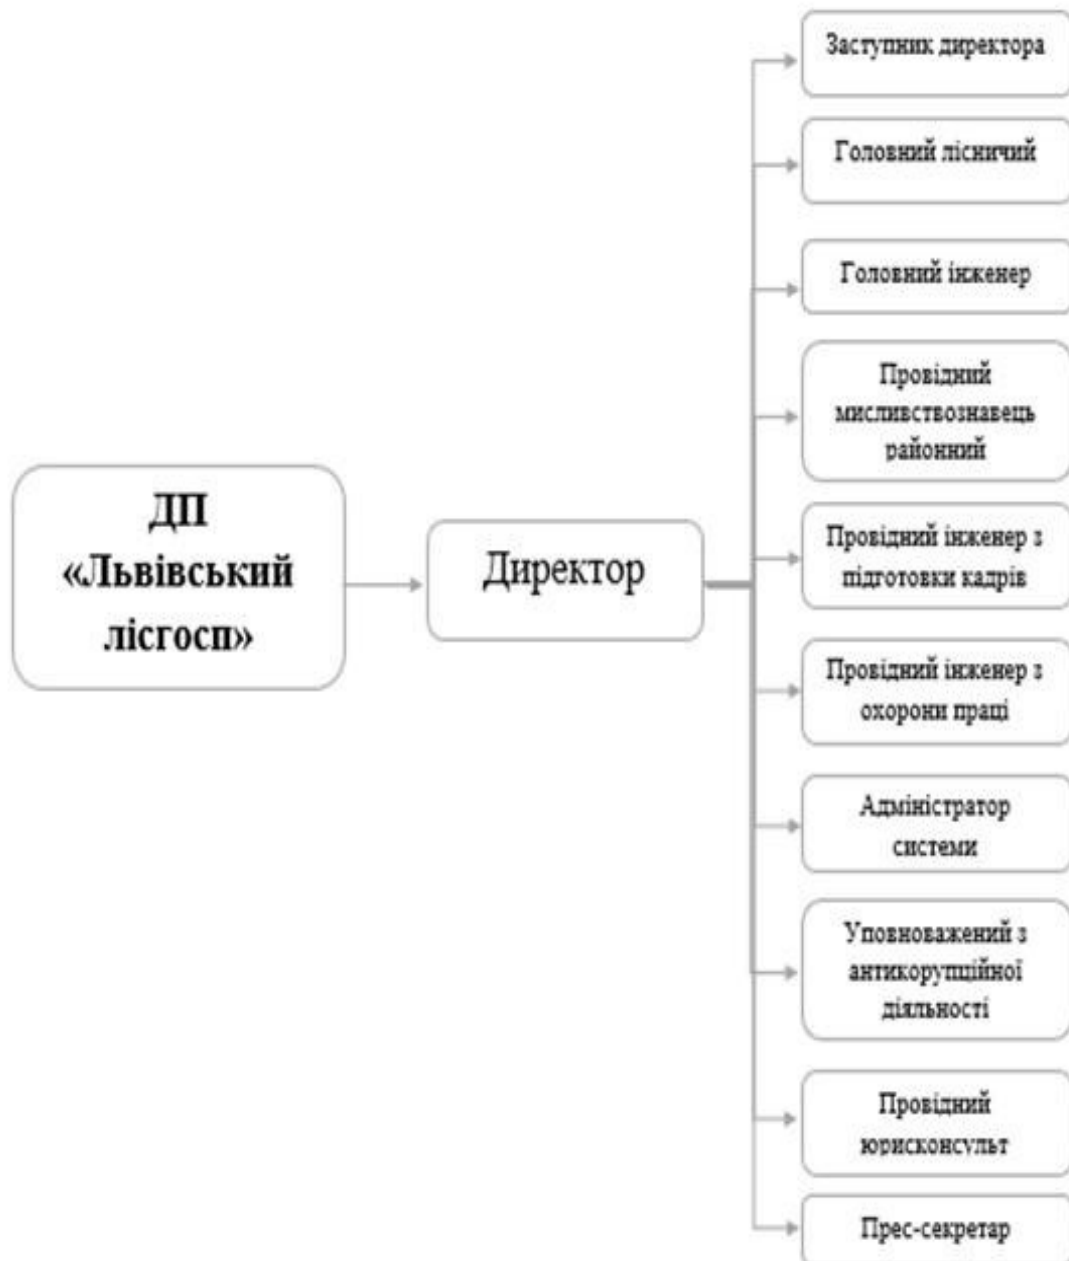 ДП
«Львівський
лісгосп»
Директор
Заступник директора
Головний лісничий
Головний інженер
Провідний
мисливствознавець
районний
Провідний інженер з
підготовки кадрів
Провідний інженер з
охорони праці
Адміністратор
системи
Уповноважений з
антикорупційної
діяльності
Провідний
юрисконсульт
Прес-секретар